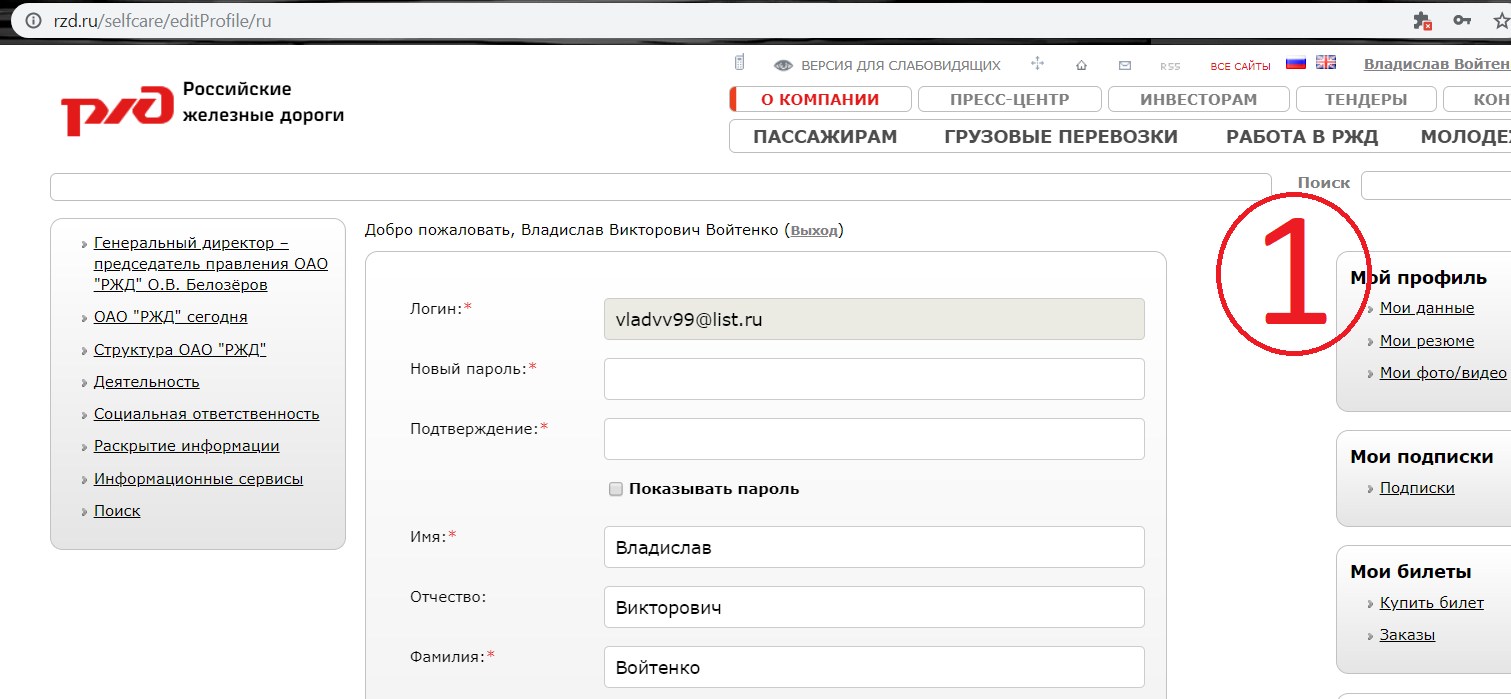 rzd.ru/selfcare/editProfile/ru
ВЕРСИЯ ДЛЯ СЛАБОВИДЯЩИХ
RSS
ВСЕ САЙТЫ
Владислав Войтен
РЖД
Российские
железные дороги
О КОМПАНИИ
ПРЕСС-ЦЕНТР
ИНВЕСТОРАМ
ТЕНДЕРЫ
КОН
ПАССАЖИРАМ
ГРУЗОВЫЕ ПЕРЕВОЗКИ
РАБОТА В РЖД
МОЛОДЕЖ
Поиск
Генеральный директор –
председатель правления ОАО
"РЖД" О.В. Белозёров
ОАО "РЖД" сегодня
Структура ОАО "РЖД"
Деятельность
Социальная ответственность
Раскрытие информации
Информационные сервисы
Поиск
Добро пожаловать, Владислав Викторович Войтенко (Выход)
Логин:*
vladvv99@list.ru
Новый пароль:*
Подтверждение:*
Показывать пароль
Имя:*
Владислав
Отчество:
Викторович
Фамилия:*
Войтенко
1
Мой профиль
Мои данные
Мои резюме
Мои фото/видео
Мои подписки
Подписки
Мои билеты
Купить билет
Заказы